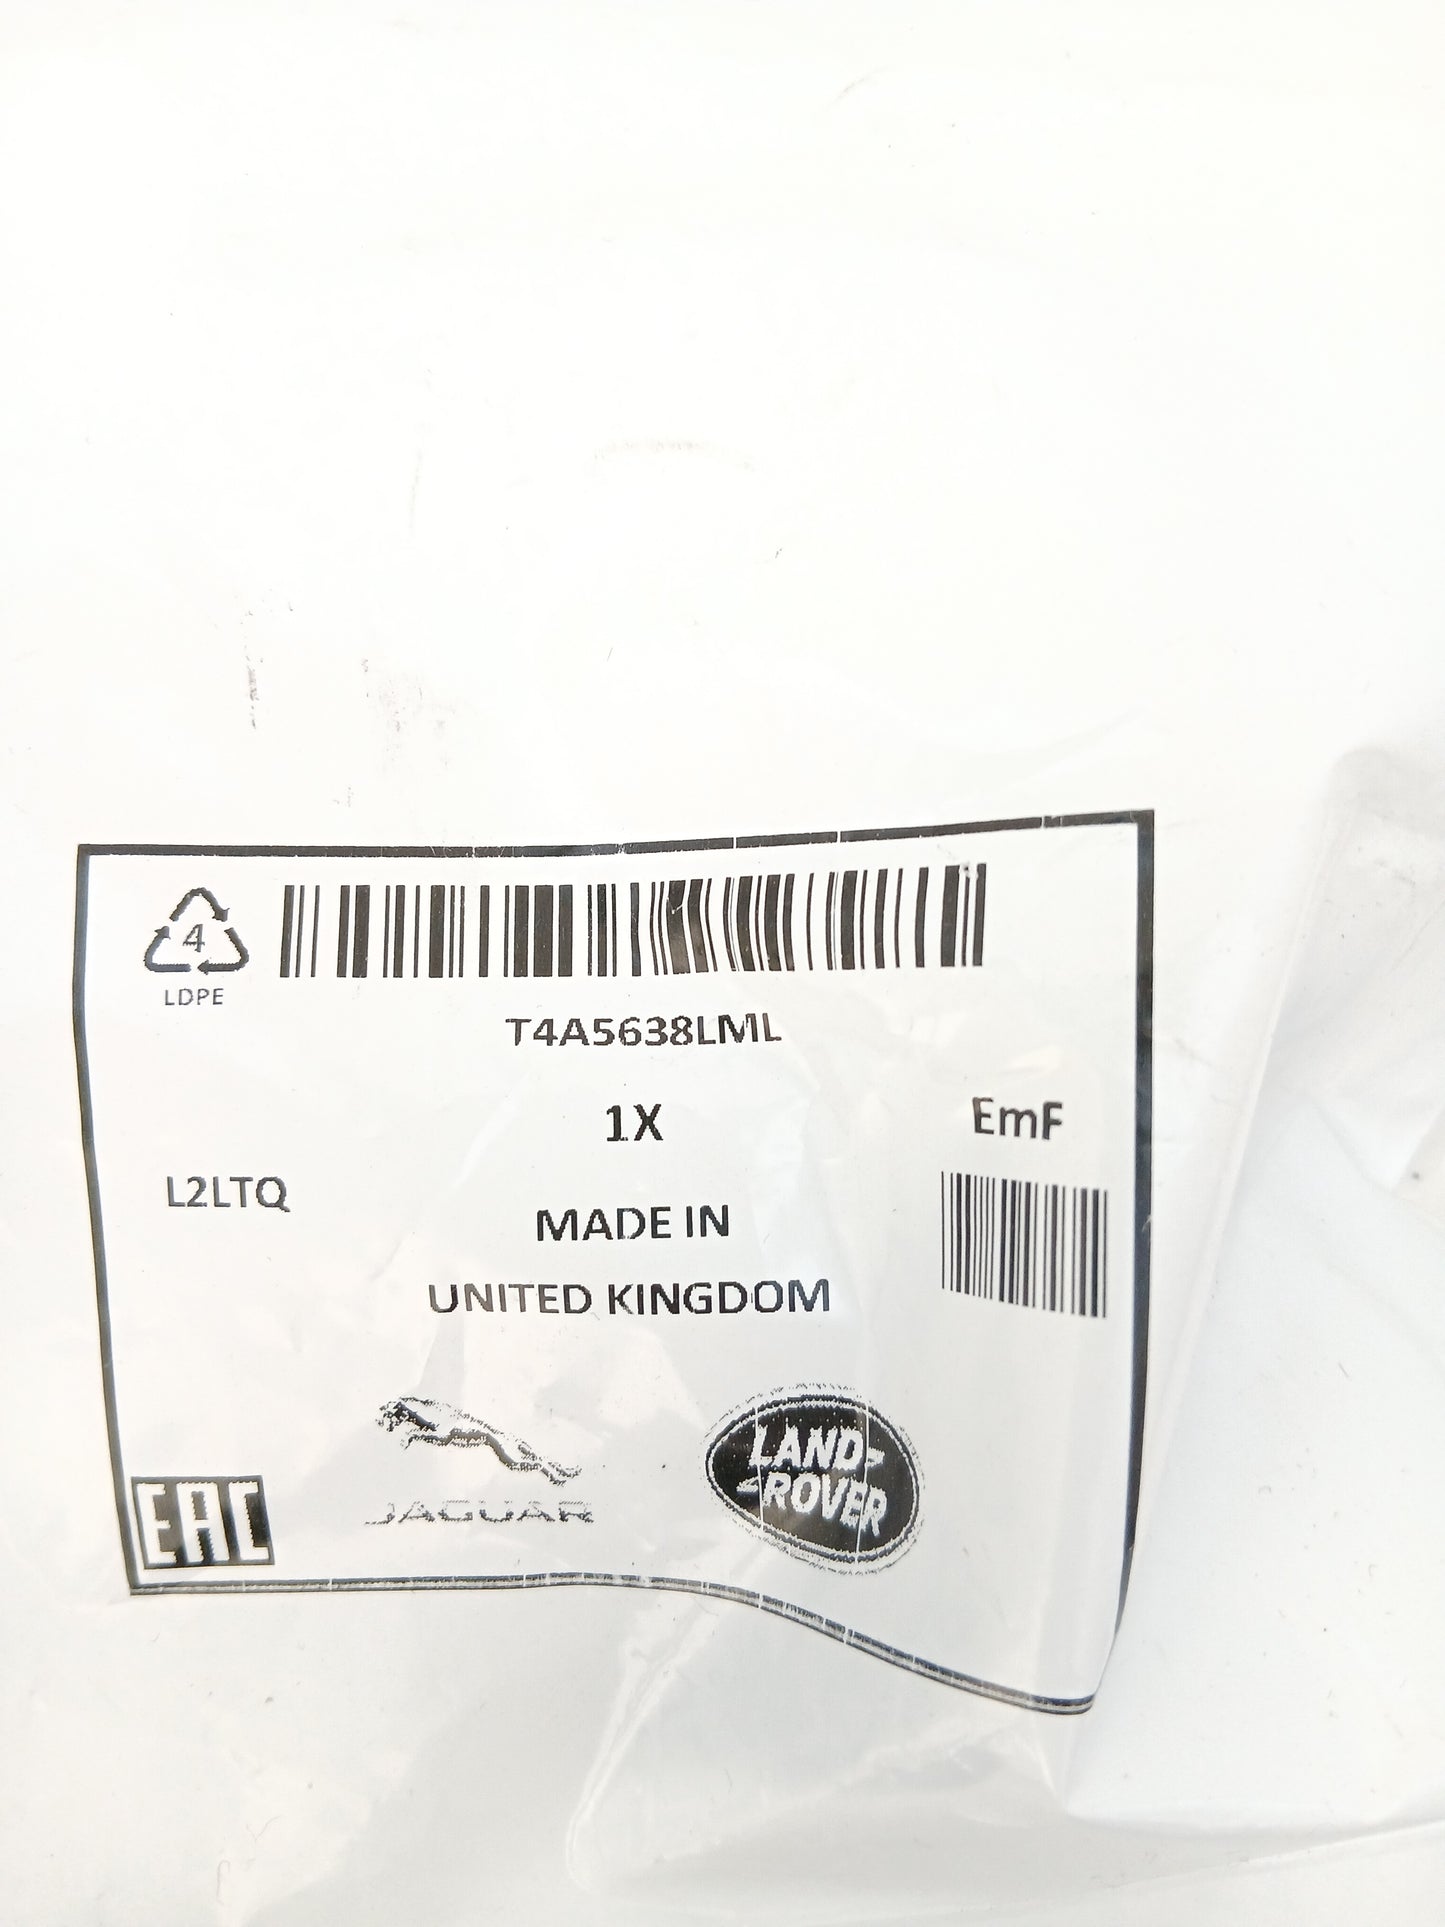 4
LDPE
T4A5638LML
1X
EmF
L2LTQ
MADE IN
UNITED KINGDOM
JAGUAR
LAND
ROVER
EAC